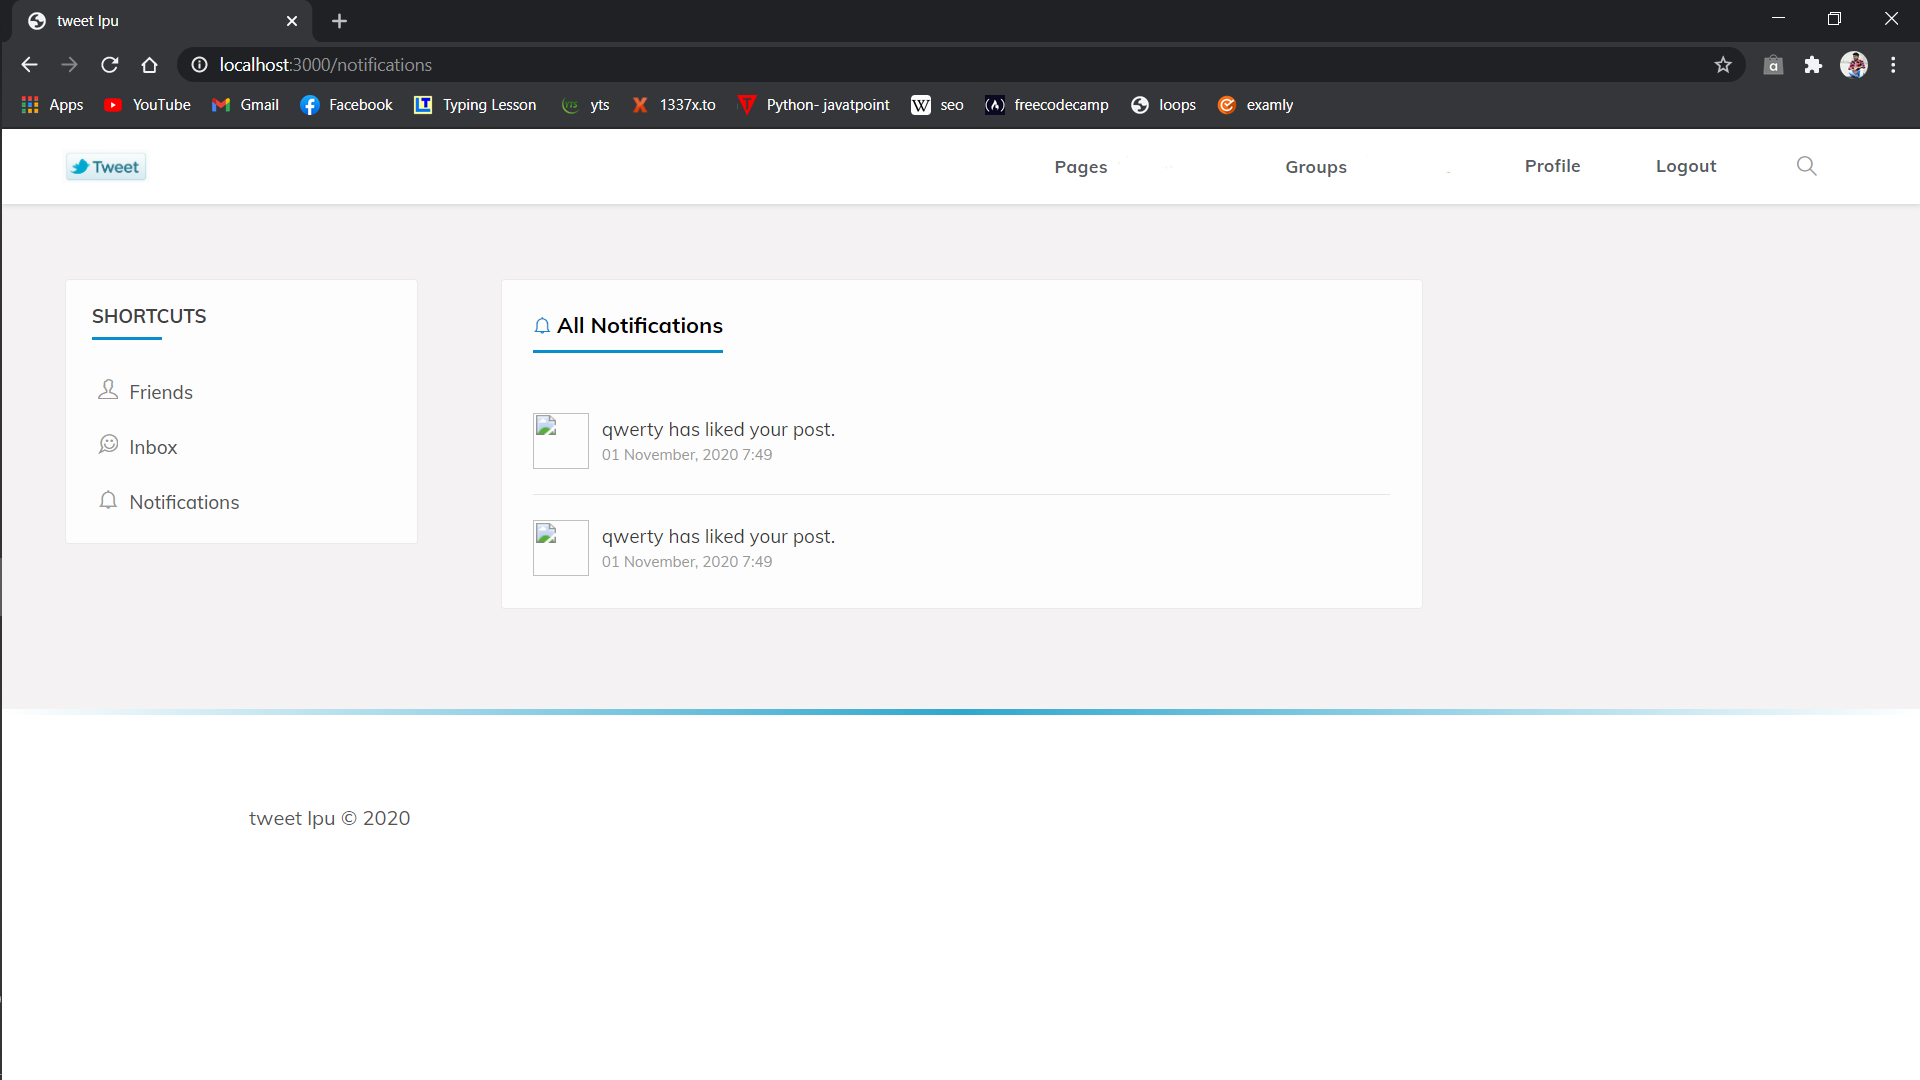 tweet lpu
localhost:3000/notifications
Apps YouTube Gmail Facebook Typing Lesson yts 1337x.to Python- javatpoint seo freecodecamp loops examly
Tweet Pages Groups Profile Logout
SHORTCUTS
Friends
Inbox
Notifications
All Notifications
qwerty has liked your post.
01 November, 2020 7:49
qwerty has liked your post.
01 November, 2020 7:49
tweet lpu © 2020